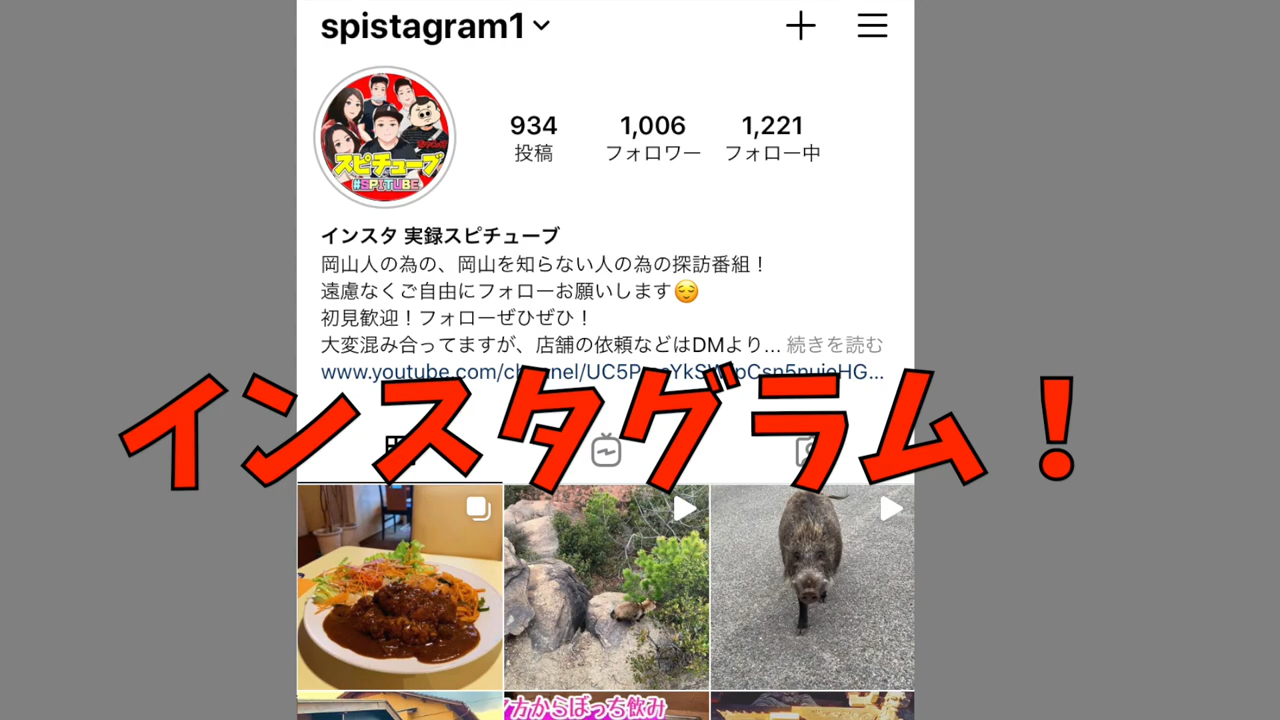 spistagram1
934
1,006
1,221
投稿
フォロワー
フォロー中
スピチューブ
#SPITUBE
インスタ 実録スピチューブ
岡山人の為の、岡山を知らない人の為の探訪番組！
遠慮なくご自由にフォローお願いします😌
初見歓迎！フォローぜひぜひ！
大変混み合ってますが、店舗の依頼などはDMより... 続きを読む
インスタグラム！
方からぼっち飲み